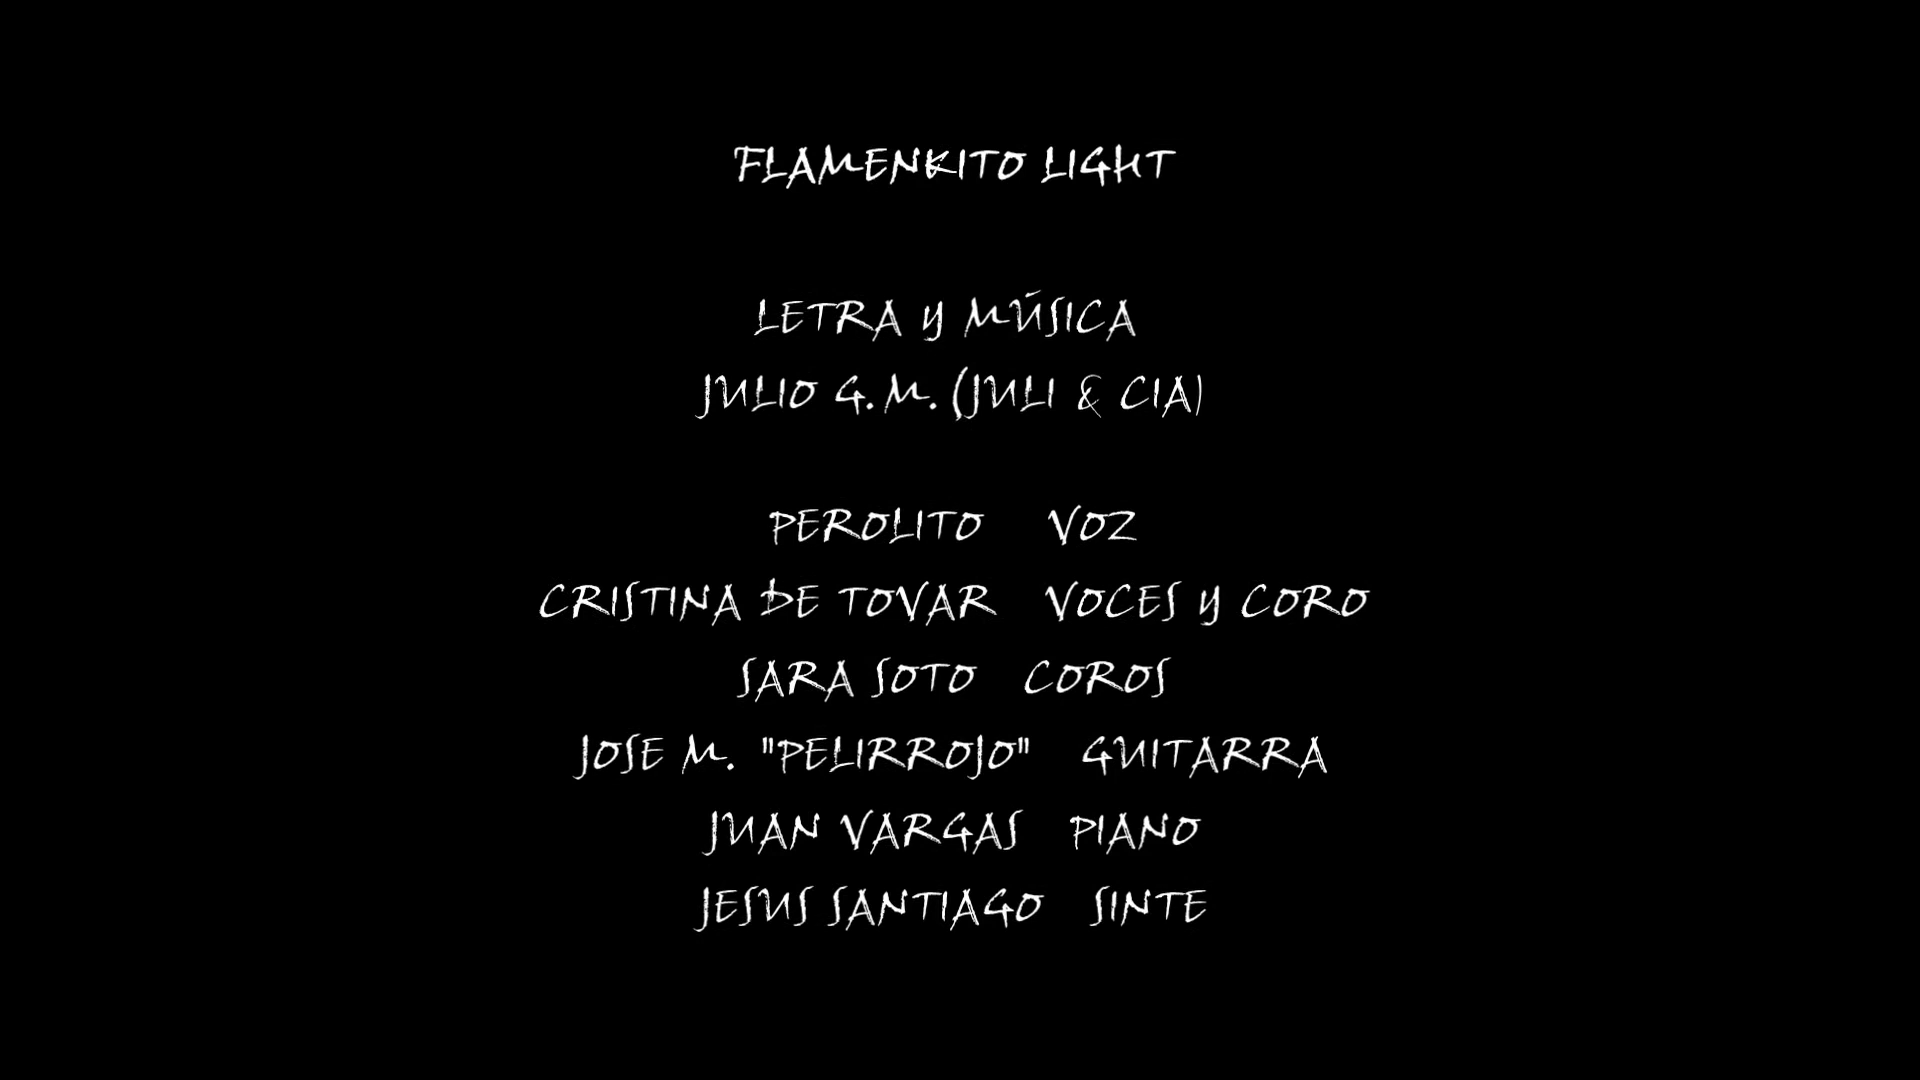 FLAMENKITO LIGHT
LETRA Y MÚSICA
JULIO G.M. (JULI & CIA)
PEROLITO VOZ
CRISTINA DE TOVAR VOCES Y CORO
SARA SOTO COROS
JOSE M. "PELIRROJO" GUITARRA
JUAN VARGAS PIANO
JESUS SANTIAGO SINTE